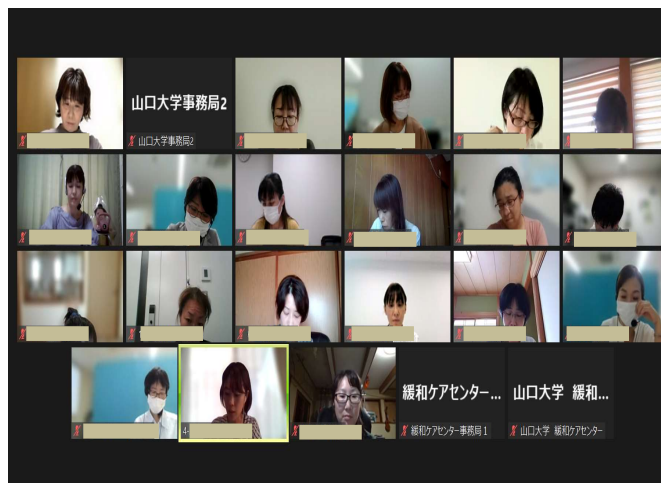 山口大学事務局2
山口大学事務局2
4-
緩和ケアセンター...
山口大学 緩和...
緩和ケアセンター事務局1
山口大学 緩和ケアセンター